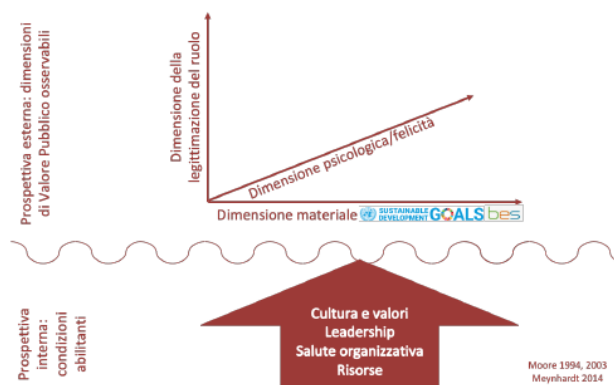 Prospettiva esterna: dimensioni
di Valore Pubblico osservabili
Dimensione della
legittimazione del ruolo
Dimensione psicologica/felicità
Dimensione materiale
SUSTAINABLE
DEVELOPMENT
GOALS
bes
Prospettiva
interna:
condizioni
abilitanti
Cultura e valori
Leadership
Salute organizzativa
Risorse
Moore 1994, 2003
Meynhardt 2014